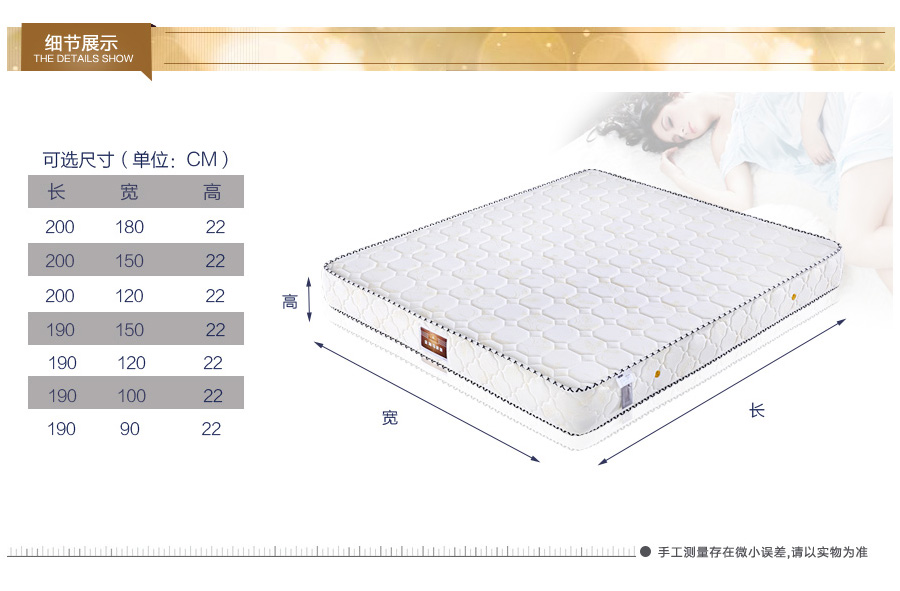 细节展示
THE DETAILS SHOW
可选尺寸（单位：CM）
长 宽 高
200 180 22
200 150 22
200 120 22
190 150 22
190 120 22
190 100 22
190 90 22
高
宽
长
手工测量存在微小误差,请以实物为准